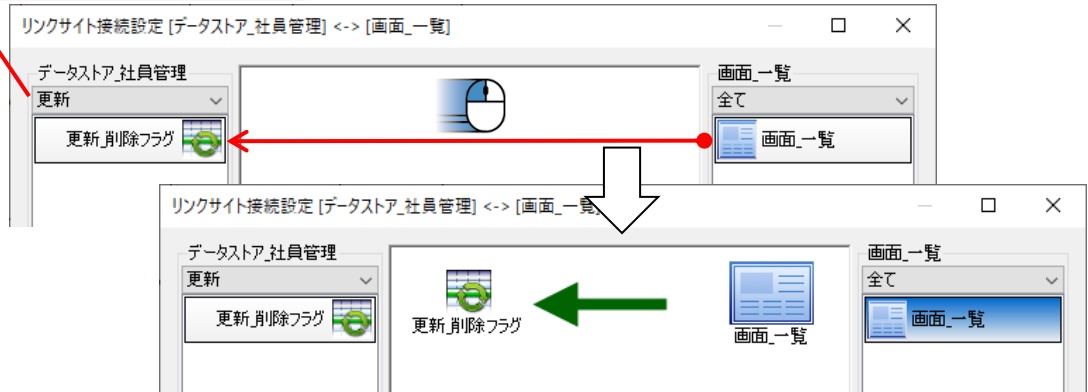 リンクサイト接続設定 [データストア_社員管理] <-> [画面_一覧]
データストア_社員管理
画面_一覧
更新
全て
更新_削除フラグ
画面_一覧
リンクサイト接続設定 [データストア_社員管理] <-> [画面_一覧]
データストア_社員管理
画面_一覧
更新
全て
更新_削除フラグ
更新_削除フラグ
画面_一覧
画面_一覧